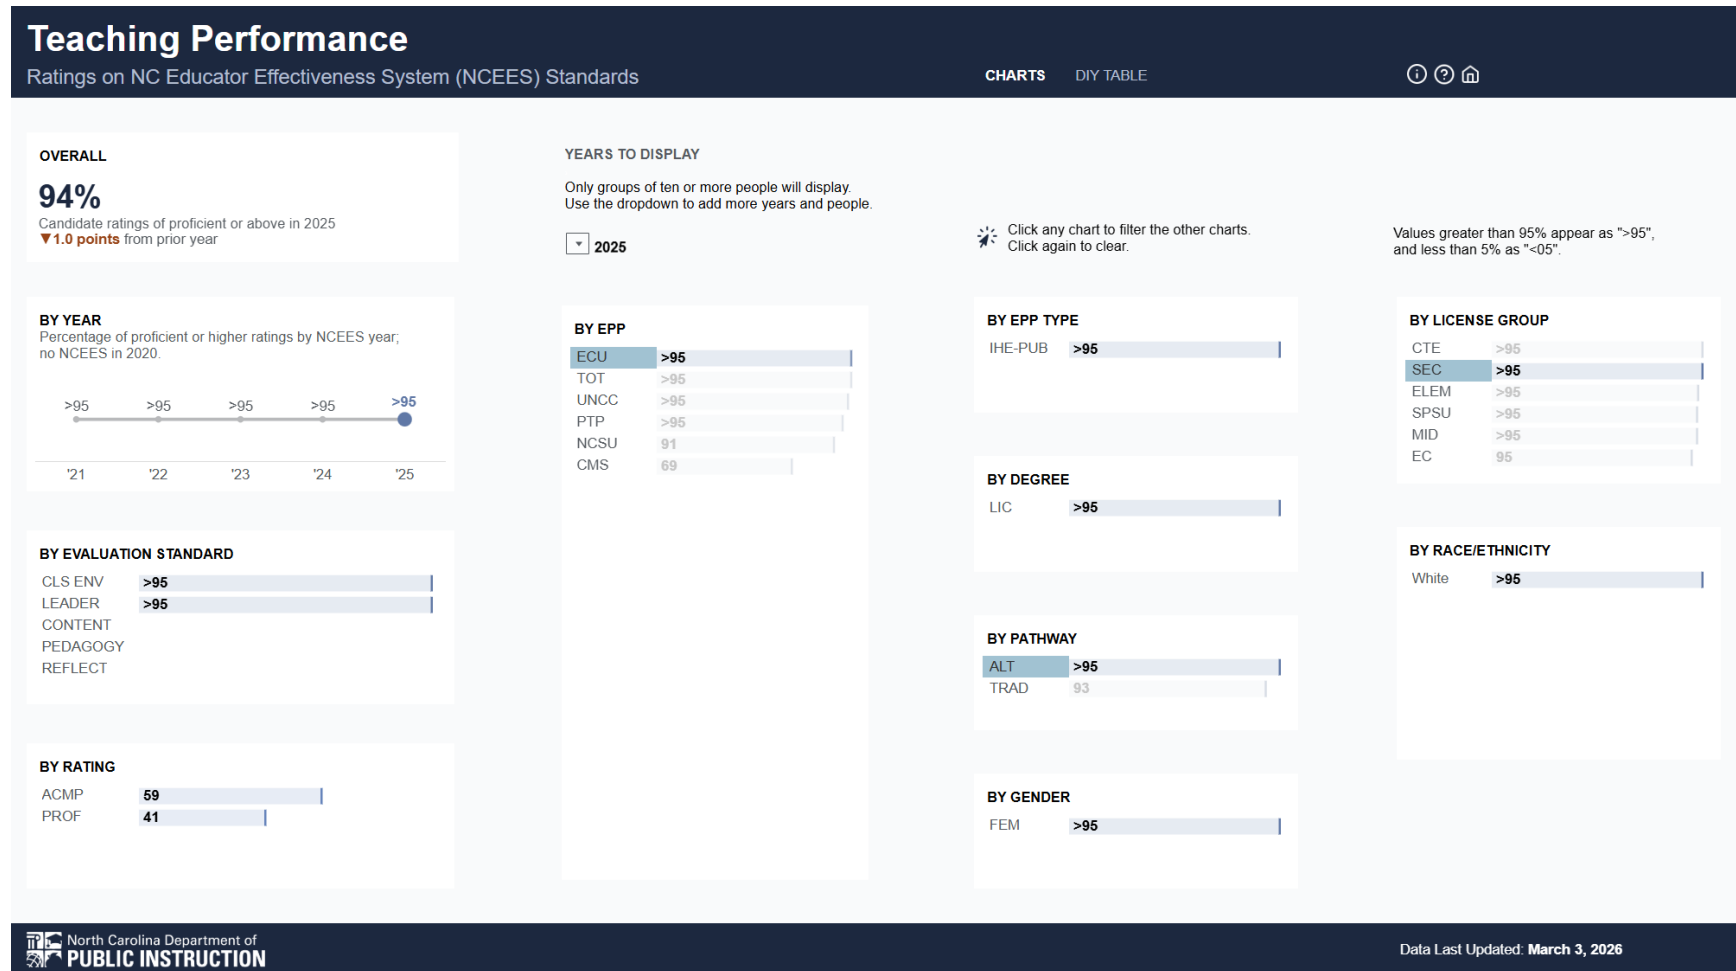 Teaching Performance
Ratings on NC Educator Effectiveness System (NCEES) Standards
CHARTS
DIY TABLE
OVERALL
94%
Candidate ratings of proficient or above in 2025
▼1.0 points from prior year
YEARS TO DISPLAY
Only groups of ten or more people will display.
Use the dropdown to add more years and people.
2025
Click any chart to filter the other charts.
Click again to clear.
Values greater than 95% appear as ">95",
and less than 5% as "<05".
BY YEAR
Percentage of proficient or higher ratings by NCEES year;
no NCEES in 2020.
>95 >95 >95 >95 >95
'21 '22 '23 '24 '25
BY EVALUATION STANDARD
CLS ENV >95
LEADER >95
CONTENT
PEDAGOGY
REFLECT
BY RATING
ACMP 59
PROF 41
BY EPP
ECU >95
TOT >95
UNCC >95
PTP >95
NCSU 91
CMS 69
BY EPP TYPE
IHE-PUB >95
BY DEGREE
LIC >95
BY PATHWAY
ALT >95
TRAD 93
BY GENDER
FEM >95
BY LICENSE GROUP
CTE >95
SEC >95
ELEM >95
SPSU >95
MID >95
EC 95
BY RACE/ETHNICITY
White >95
North Carolina Department of
PUBLIC INSTRUCTION
Data Last Updated: March 3, 2026